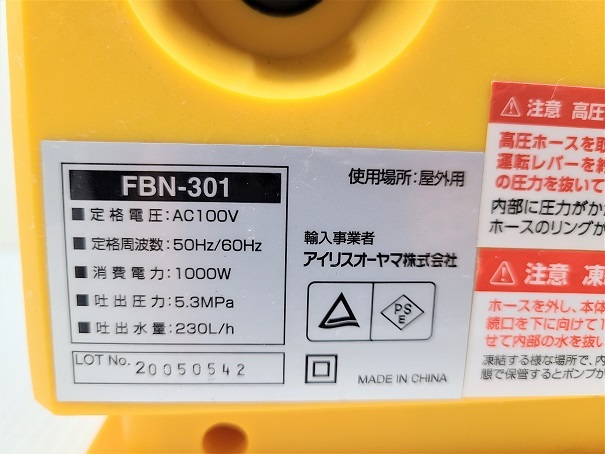 FBN-301
■定格電圧:AC100V
■定格周波数:50Hz/60Hz
■消費電力:1000W
■吐出圧力:5.3MPa
■吐出水量:230L/h
LOT No. 20050542
使用場所:屋外用
輸入事業者
アイリスオーヤマ株式会社
PS
E
MADE IN CHINA
注意 高圧
高圧ホースを取
運転レバーを
の圧力を抜いて
内部に圧力がか
ホースのリングが
注意 凍
ホースを外し、本体
続口を下に向けて1
せて内部の水を抜い
凍結する様な場所で、内
態で保管するとポンプが